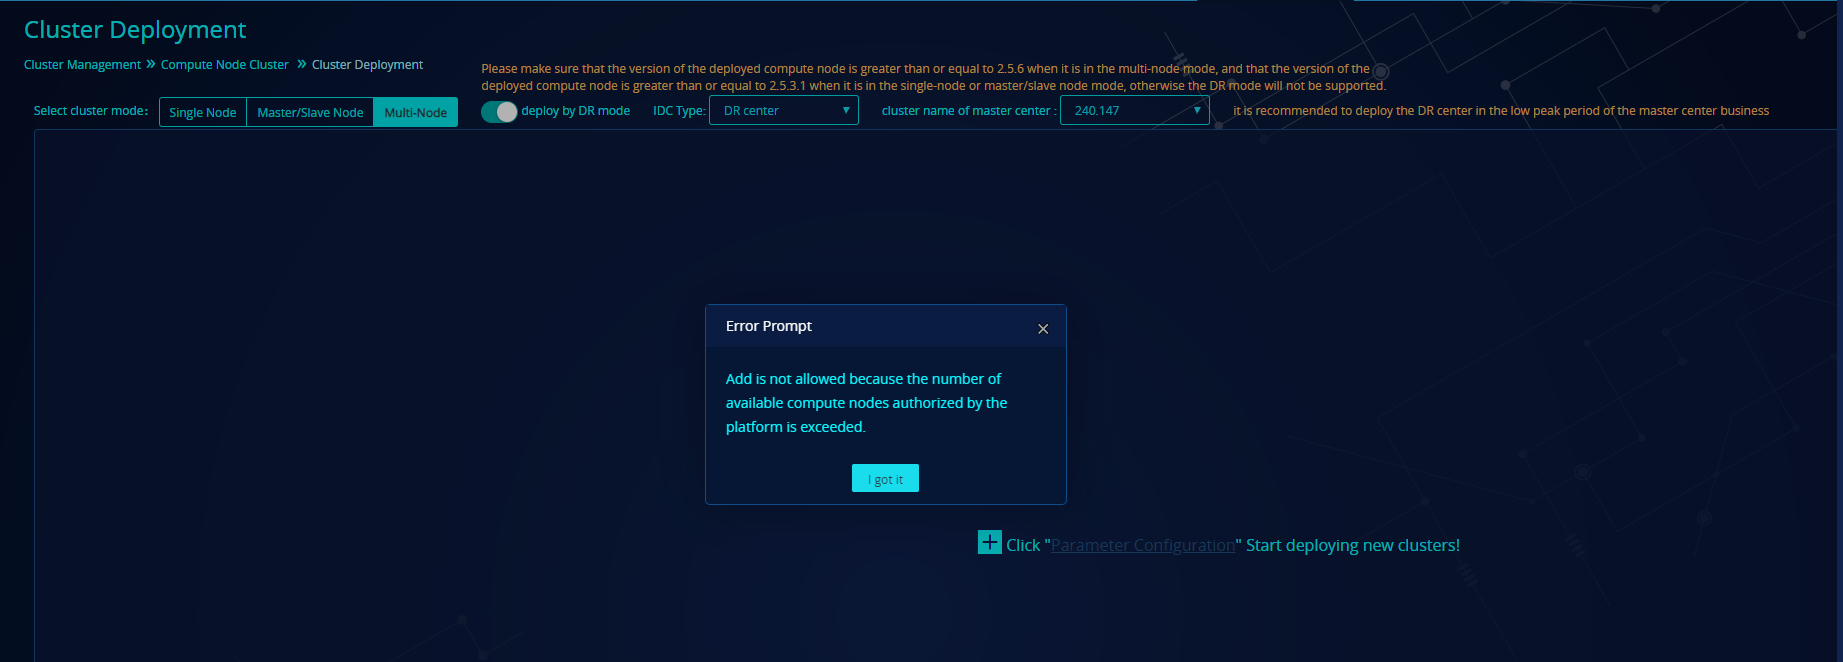 Cluster Deployment
Cluster Management » Compute Node Cluster » Cluster Deployment
Please make sure that the version of the deployed compute node is greater than or equal to 2.5.6 when it is in the multi-node mode, and that the version of the
deployed compute node is greater than or equal to 2.5.3.1 when it is in the single-node or master/slave node mode, otherwise the DR mode will not be supported.
Select cluster mode: Single Node Master/Slave Node Multi-Node deploy by DR mode IDC Type: DR center cluster name of master center : 240.147 it is recommended to deploy the DR center in the low peak period of the master center business
Error Prompt
Add is not allowed because the number of
available compute nodes authorized by the
platform is exceeded.
I got it
Click "Parameter Configuration" Start deploying new clusters!